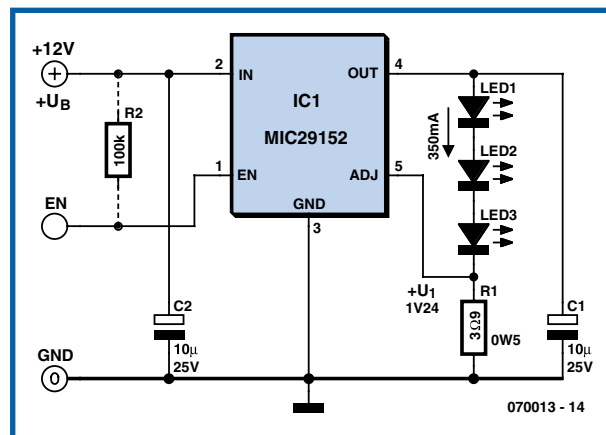 +12V
+UB
R2
100k
EN
2
IN
OUT
4
IC1
MIC29152
1
EN
ADJ
5
GND
3
350mA
LED1
LED2
LED3
+U1
1V24
R1
3Ω9
0W5
C2
10µ
25V
C1
10µ
25V
GND
0
070013 - 14